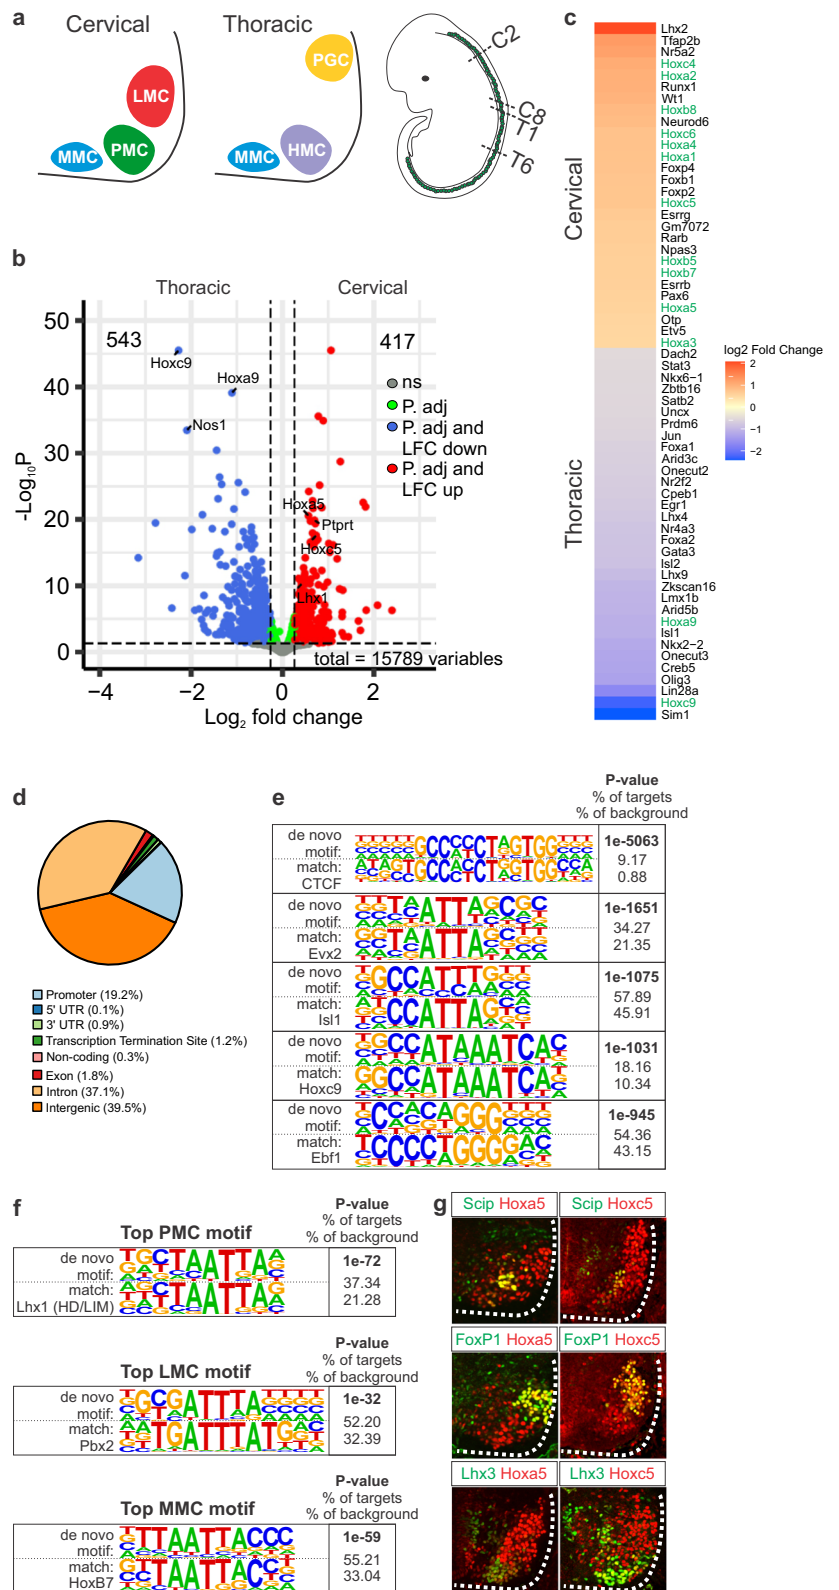 a
Cervical
Thoracic
LMC
MMC
PMC
PGC
MMC
HMC
C2
C8
T1
T6
b
Thoracic
Cervical
543
417
Hoxc9
Hoxa9
Nos1
Hoxa5
Ptprt
Hoxc5
Lhx1
ns
P. adj
P. adj and
LFC down
P. adj and
LFC up
total = 15789 variables
-Log10P
50
40
30
20
10
0
−4
−2
0
2
Log2 fold change
c
Cervical
Thoracic
Lhx2
Tfap2b
Nr5a2
Hoxc4
Hoxa2
Runx1
Wt1
Hoxb8
Neurod6
Hoxc6
Hoxa4
Hoxa1
Foxp4
Foxb1
Foxp2
Hoxc5
Esrrg
Gm7072
Rarb
Npas3
Hoxb5
Hoxb7
Esrrb
Pax6
Hoxa5
Otp
Etv5
Hoxa3
Dach2
Stat3
Nkx6−1
Zbtb16
Satb2
Uncx
Prdm6
Jun
Foxa1
Arid3c
Onecut2
Nr2f2
Cpeb1
Egr1
Lhx4
Nr4a3
Foxa2
Gata3
Isl2
Lhx9
Zkscan16
Lmx1b
Arid5b
Hoxa9
Isl1
Nkx2−2
Onecut3
Creb5
Olig3
Lin28a
Hoxc9
Sim1
log2 Fold Change
2
1
0
−1
−2
d
Promoter (19.2%)
5' UTR (0.1%)
3' UTR (0.9%)
Transcription Termination Site (1.2%)
Non-coding (0.3%)
Exon (1.8%)
Intron (37.1%)
Intergenic (39.5%)
e
P-value
% of targets
% of background
de novo
motif:
match:
CTCF
1e-5063
9.17
0.88
de novo
motif:
match:
Evx2
1e-1651
34.27
21.35
de novo
motif:
match:
Isl1
1e-1075
57.89
45.91
de novo
motif:
match:
Hoxc9
1e-1031
18.16
10.34
de novo
motif:
match:
Ebf1
1e-945
54.36
43.15
f
Top PMC motif
P-value
% of targets
% of background
de novo
motif:
match:
Lhx1 (HD/LIM)
1e-72
37.34
21.28
Top LMC motif
P-value
% of targets
% of background
de novo
motif:
match:
Pbx2
1e-32
52.20
32.39
Top MMC motif
P-value
% of targets
% of background
de novo
motif:
match:
HoxB7
1e-59
55.21
33.04
g
Scip Hoxa5
Scip Hoxc5
FoxP1 Hoxa5
FoxP1 Hoxc5
Lhx3 Hoxa5
Lhx3 Hoxc5